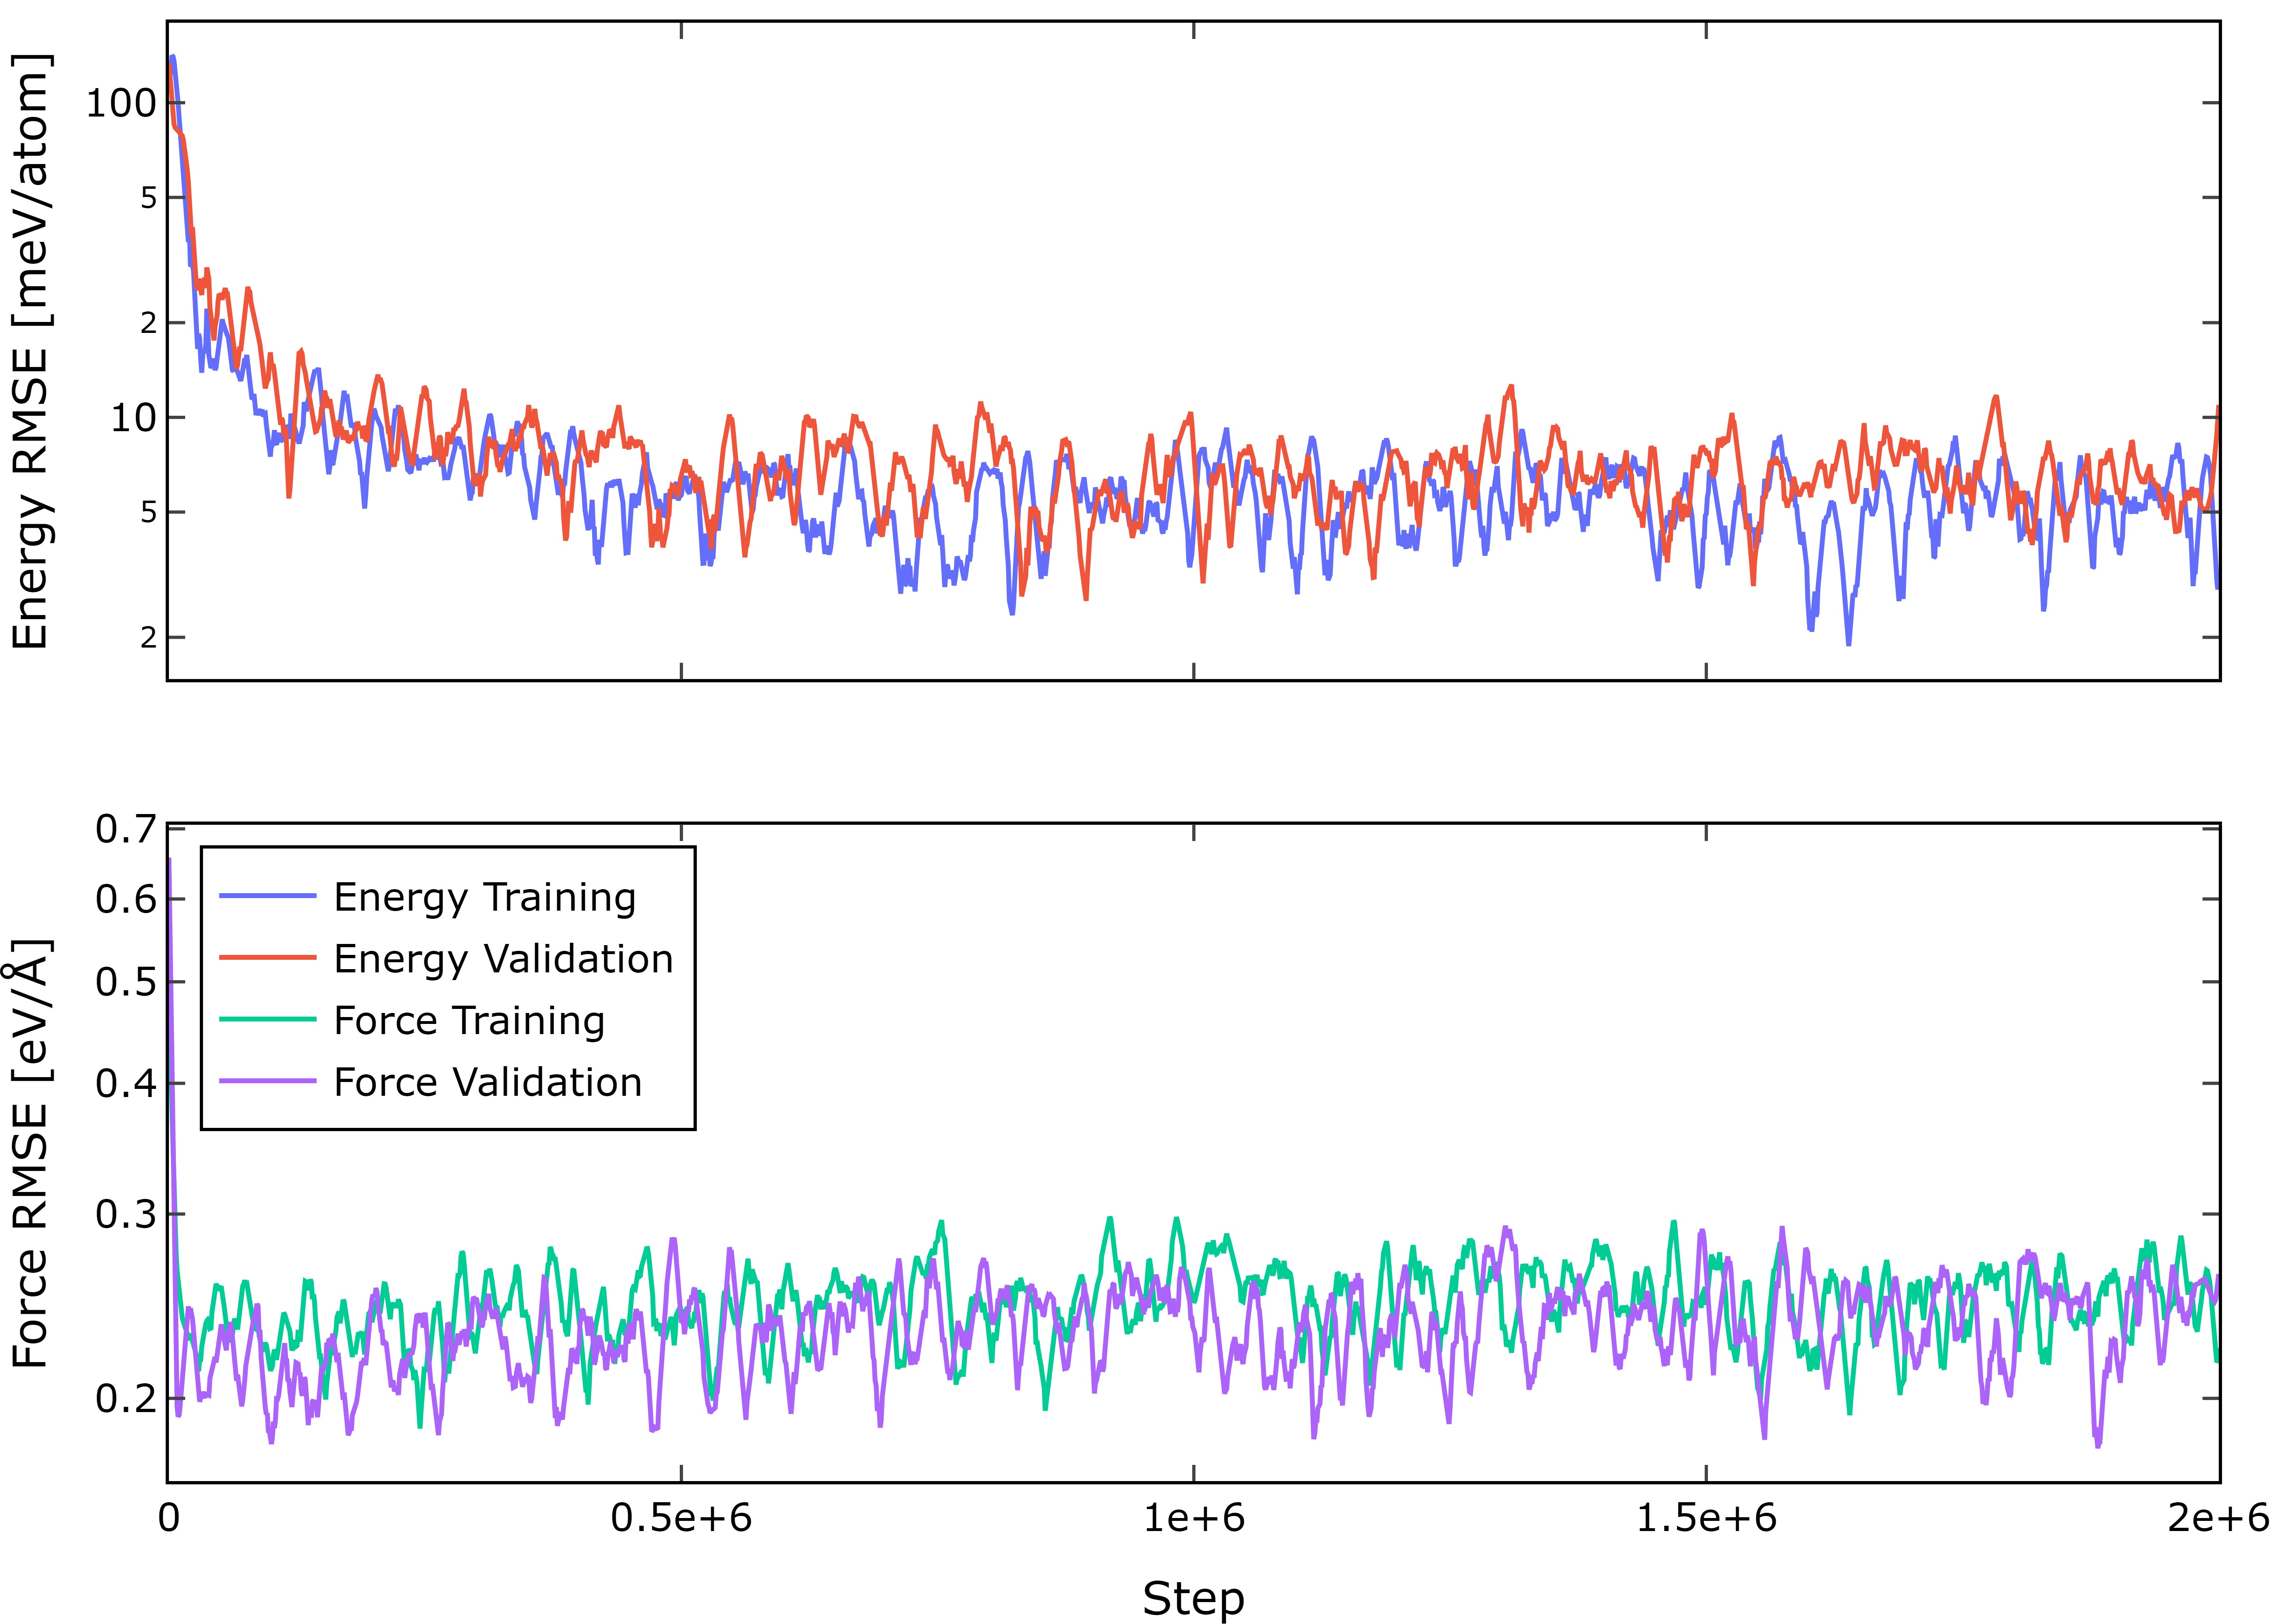 Energy RMSE [meV/atom]
100
5
2
10
5
2
Force RMSE [eV/Å]
0.7
0.6
0.5
0.4
0.3
0.2
Energy Training
Energy Validation
Force Training
Force Validation
0 0.5e+6 1e+6 1.5e+6 2e+6
Step